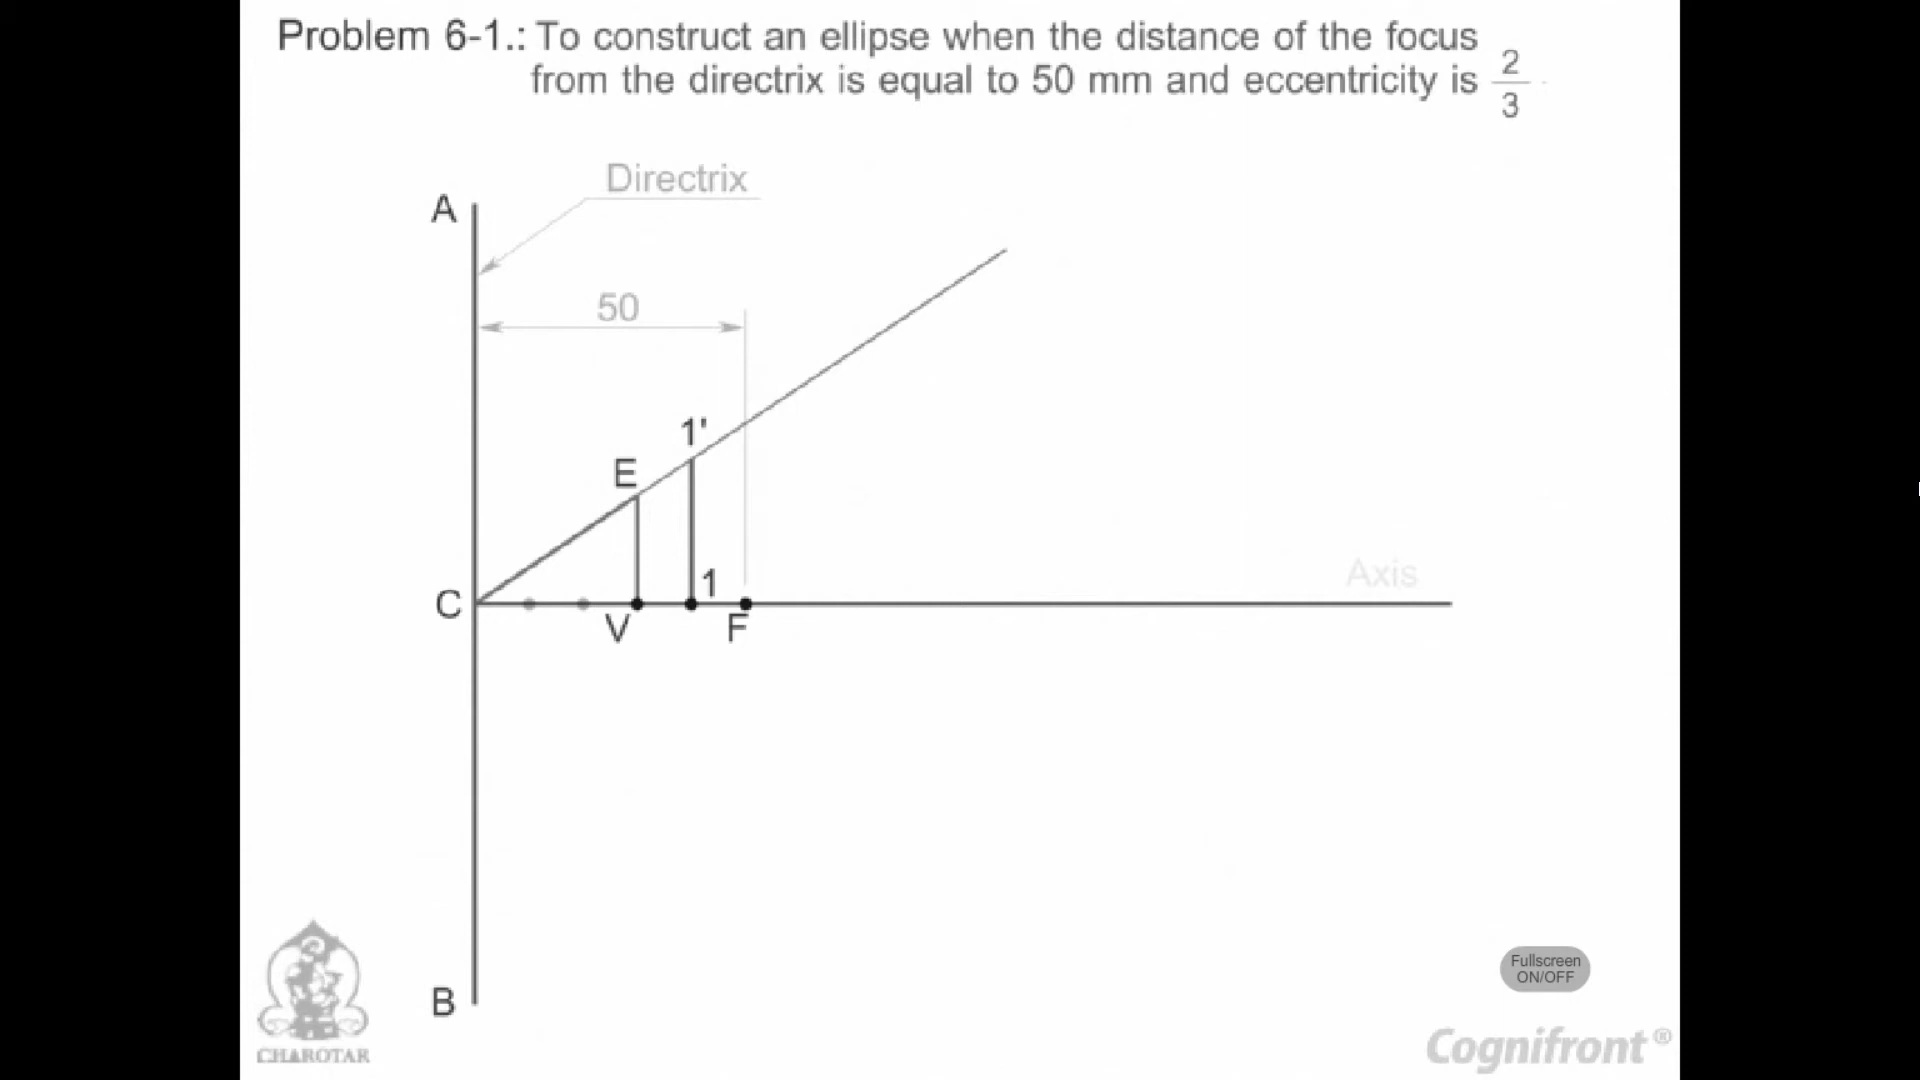 Problem 6-1.: To construct an ellipse when the distance of the focus
from the directrix is equal to 50 mm and eccentricity is 2/3
Directrix
A
50
1'
E
1
Axis
C
V
F
B
Fullscreen
ON/OFF
CHAROTAR
Cognifront®